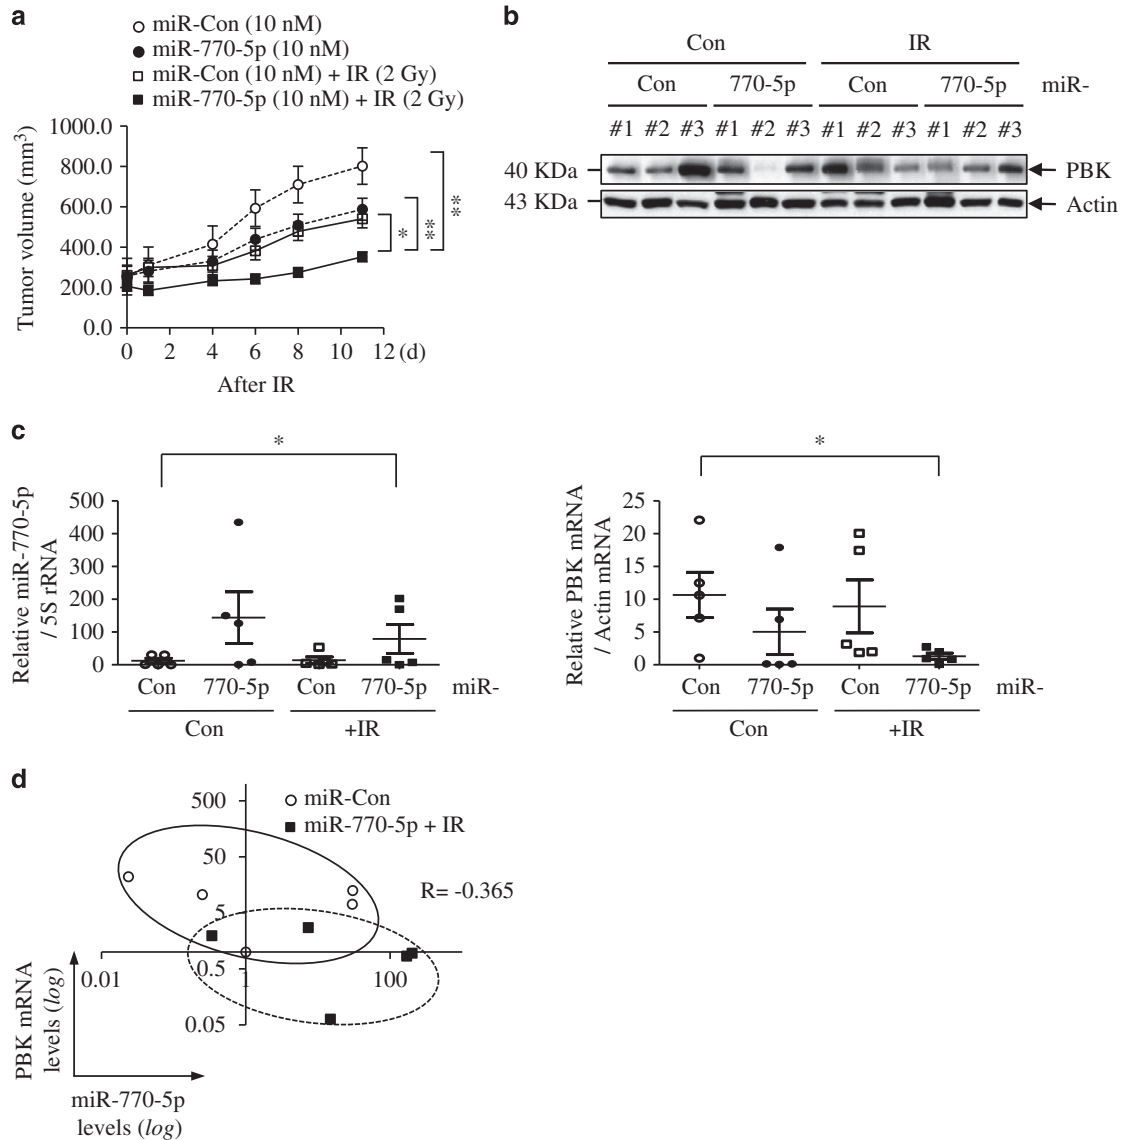 a
miR-Con (10 nM)
miR-770-5p (10 nM)
miR-Con (10 nM) + IR (2 Gy)
miR-770-5p (10 nM) + IR (2 Gy)
Tumor volume (mm³)
1000.0
800.0
600.0
400.0
200.0
0.0
0 2 4 6 8 10 12 (d)
After IR
*
**
**
b
Con IR
Con 770-5p Con 770-5p miR-
#1 #2 #3 #1 #2 #3 #1 #2 #3 #1 #2 #3
40 KDa PBK
43 KDa Actin
c
*
Relative miR-770-5p
/ 5S rRNA
500
400
300
200
100
0
Con 770-5p Con 770-5p miR-
Con +IR
*
Relative PBK mRNA
/ Actin mRNA
25
20
15
10
5
0
Con 770-5p Con 770-5p miR-
Con +IR
d
miR-Con
miR-770-5p + IR
R= -0.365
500
50
5
0.5
0.05
0.01 1 100
PBK mRNA
levels (log)
miR-770-5p
levels (log)